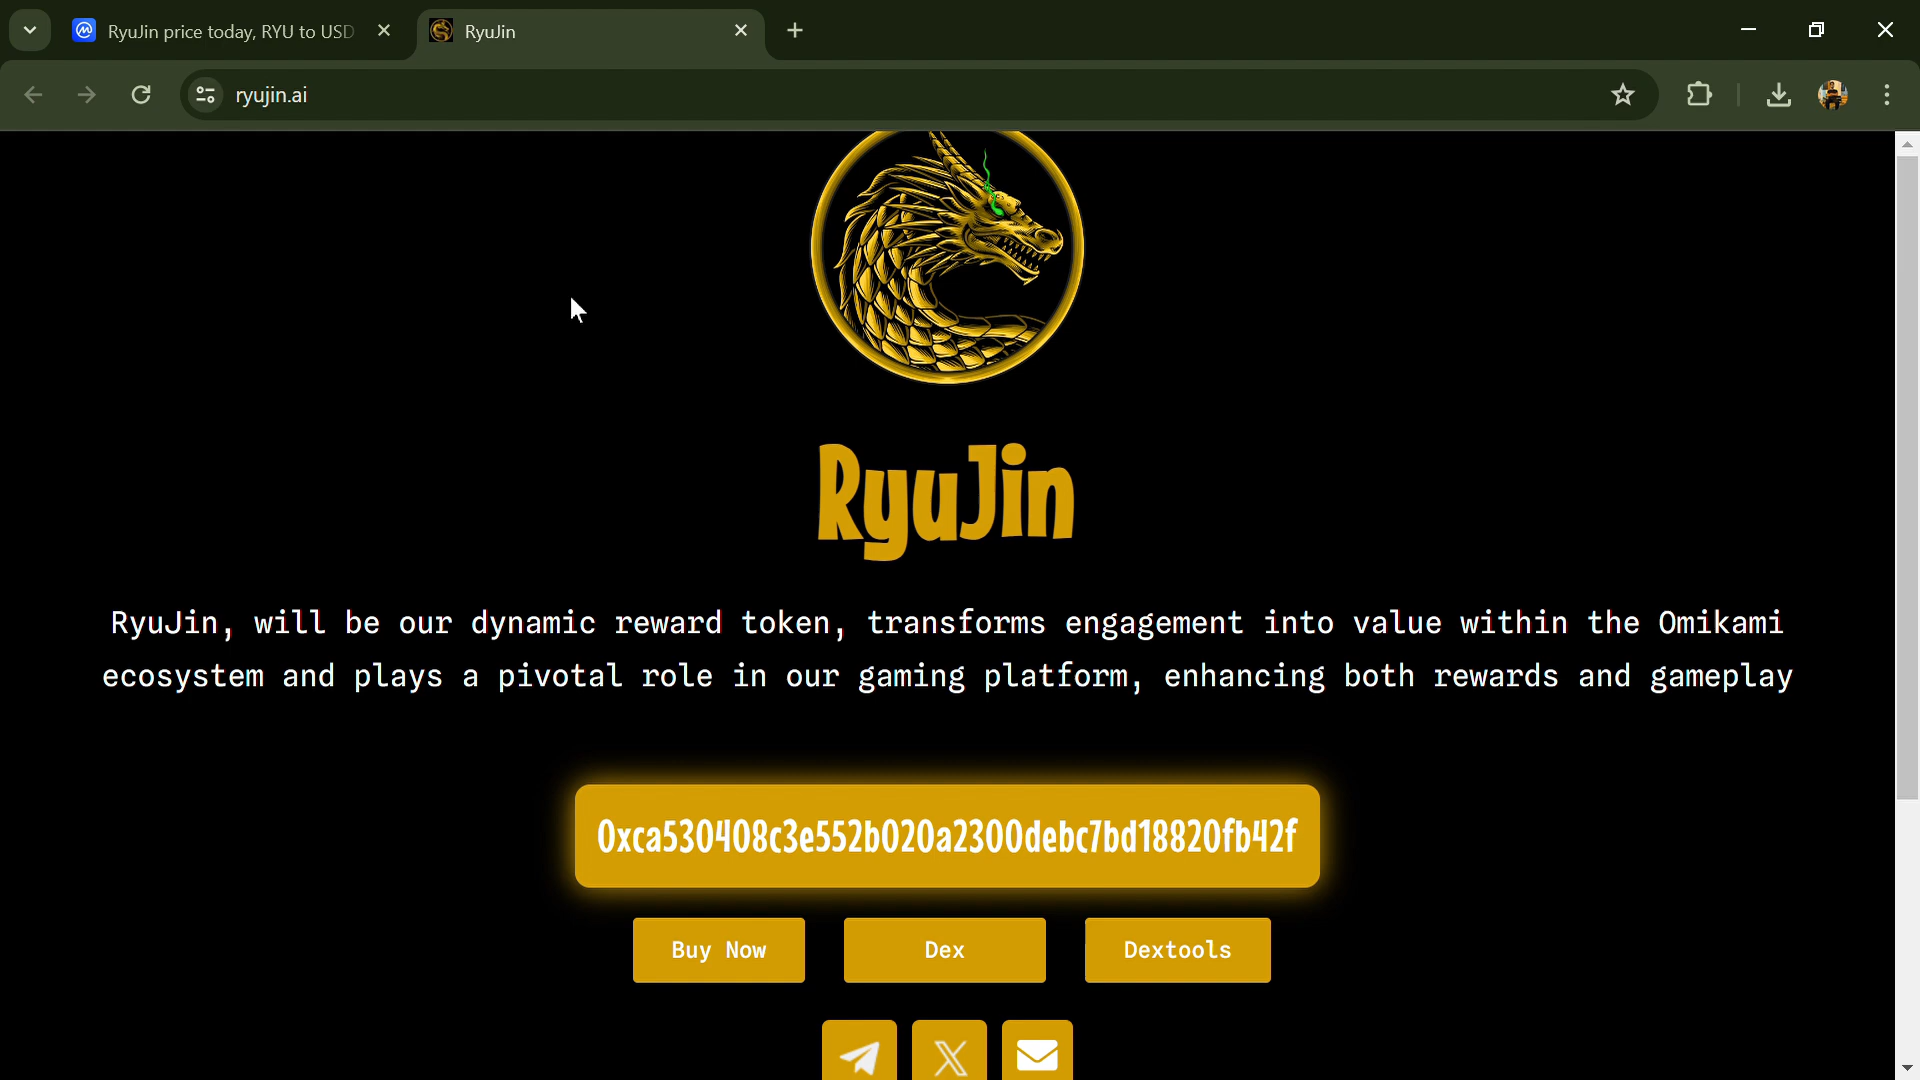 RyuJin price today, RYU to USD
RyuJin
ryujin.ai
RyuJin
RyuJin, will be our dynamic reward token, transforms engagement into value within the Omikami
ecosystem and plays a pivotal role in our gaming platform, enhancing both rewards and gameplay
0xca530408c3e552b020a2300debc7bd18820fb42f
Buy Now
Dex
Dextools